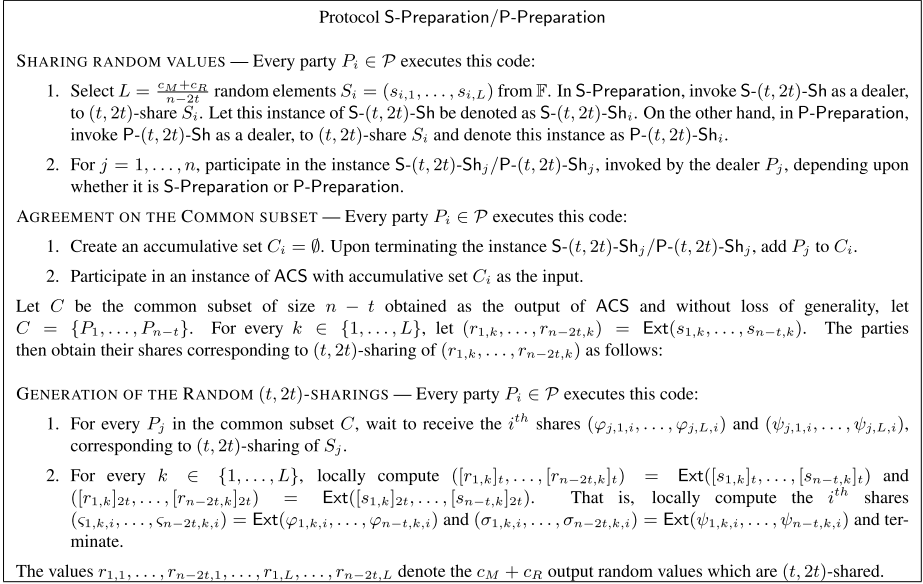 Protocol S-Preparation/P-Preparation
SHARING RANDOM VALUES — Every party P_i ∈ 𝒫 executes this code:
1. Select L = \frac{c_M+c_R}{n-2t} random elements S_i = (s_{i,1}, . . . , s_{i,L}) from 𝔽. In S-Preparation, invoke S-(t, 2t)-Sh as a dealer,
to (t, 2t)-share S_i. Let this instance of S-(t, 2t)-Sh be denoted as S-(t, 2t)-Sh_i. On the other hand, in P-Preparation,
invoke P-(t, 2t)-Sh as a dealer, to (t, 2t)-share S_i and denote this instance as P-(t, 2t)-Sh_i.
2. For j = 1, . . . , n, participate in the instance S-(t, 2t)-Sh_j/P-(t, 2t)-Sh_j, invoked by the dealer P_j, depending upon
whether it is S-Preparation or P-Preparation.
AGREEMENT ON THE COMMON SUBSET — Every party P_i ∈ 𝒫 executes this code:
1. Create an accumulative set C_i = ∅. Upon terminating the instance S-(t, 2t)-Sh_j/P-(t, 2t)-Sh_j, add P_j to C_i.
2. Participate in an instance of ACS with accumulative set C_i as the input.
Let C be the common subset of size n − t obtained as the output of ACS and without loss of generality, let
C = {P_1, . . . , P_{n−t}}. For every k ∈ {1, . . . , L}, let (r_{1,k}, . . . , r_{n−2t,k}) = Ext(s_{1,k}, . . . , s_{n−t,k}). The parties
then obtain their shares corresponding to (t, 2t)-sharing of (r_{1,k}, . . . , r_{n−2t,k}) as follows:
GENERATION OF THE RANDOM (t, 2t)-SHARINGS — Every party P_i ∈ 𝒫 executes this code:
1. For every P_j in the common subset C, wait to receive the i^{th} shares (φ_{j,1,i}, . . . , φ_{j,L,i}) and (ψ_{j,1,i}, . . . , ψ_{j,L,i}),
corresponding to (t, 2t)-sharing of S_j.
2. For every k ∈ {1, . . . , L}, locally compute ([r_{1,k}]_t, . . . , [r_{n−2t,k}]_t) = Ext([s_{1,k}]_t, . . . , [s_{n−t,k}]_t) and
([r_{1,k}]_{2t}, . . . , [r_{n−2t,k}]_{2t}) = Ext([s_{1,k}]_{2t}, . . . , [s_{n−t,k}]_{2t}). That is, locally compute the i^{th} shares
(ς_{1,k,i}, . . . , ς_{n−2t,k,i}) = Ext(φ_{1,k,i}, . . . , φ_{n−t,k,i}) and (σ_{1,k,i}, . . . , σ_{n−2t,k,i}) = Ext(ψ_{1,k,i}, . . . , ψ_{n−t,k,i}) and ter-
minate.
The values r_{1,1}, . . . , r_{n−2t,1}, . . . , r_{1,L}, . . . , r_{n−2t,L} denote the c_M + c_R output random values which are (t, 2t)-shared.